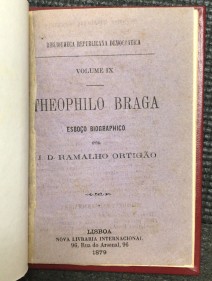 BIBLIOTHECA REPUBLICANA DEMOCRATICA
VOLUME IX
THEOPHILO BRAGA
ESBOÇO BIOGRAPHICO
POR
J. D. RAMALHO ORTIGÃO
LISBOA
NOVA LIVRARIA INTERNACIONAL
96, Rua do Arsenal, 96
1879